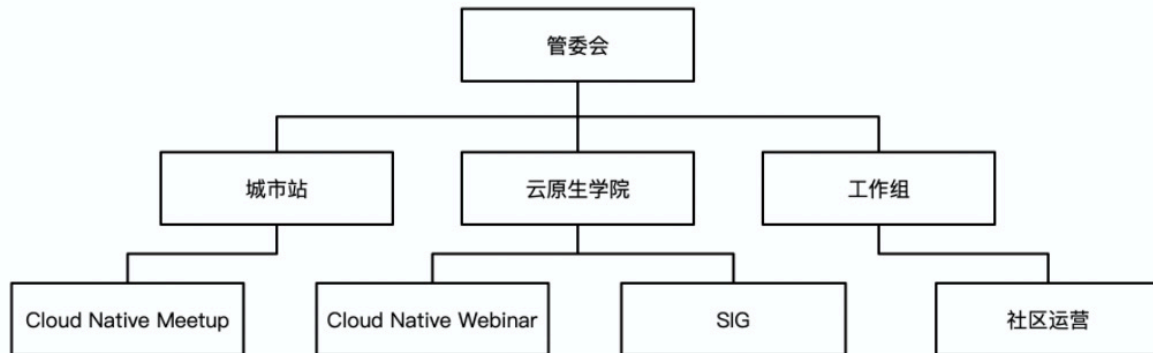 管委会
城市站
云原生学院
工作组
Cloud Native Meetup
Cloud Native Webinar
SIG
社区运营